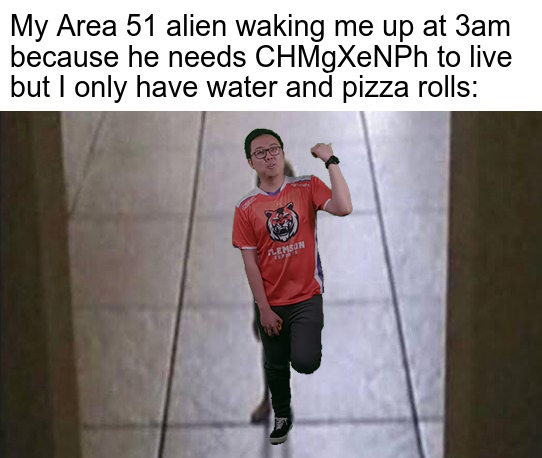 My Area 51 alien waking me up at 3am
because he needs CHMgXeNPh to live
but I only have water and pizza rolls:
CLEMSON
ESPORTS